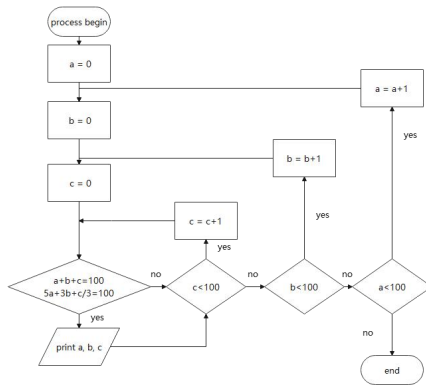 process begin
a = 0
a = a+1
b = 0
yes
b = b+1
c = 0
yes
c = c+1
yes
a+b+c=100
5a+3b+c/3=100
no
c<100
no
b<100
no
a<100
yes
no
print a, b, c
end